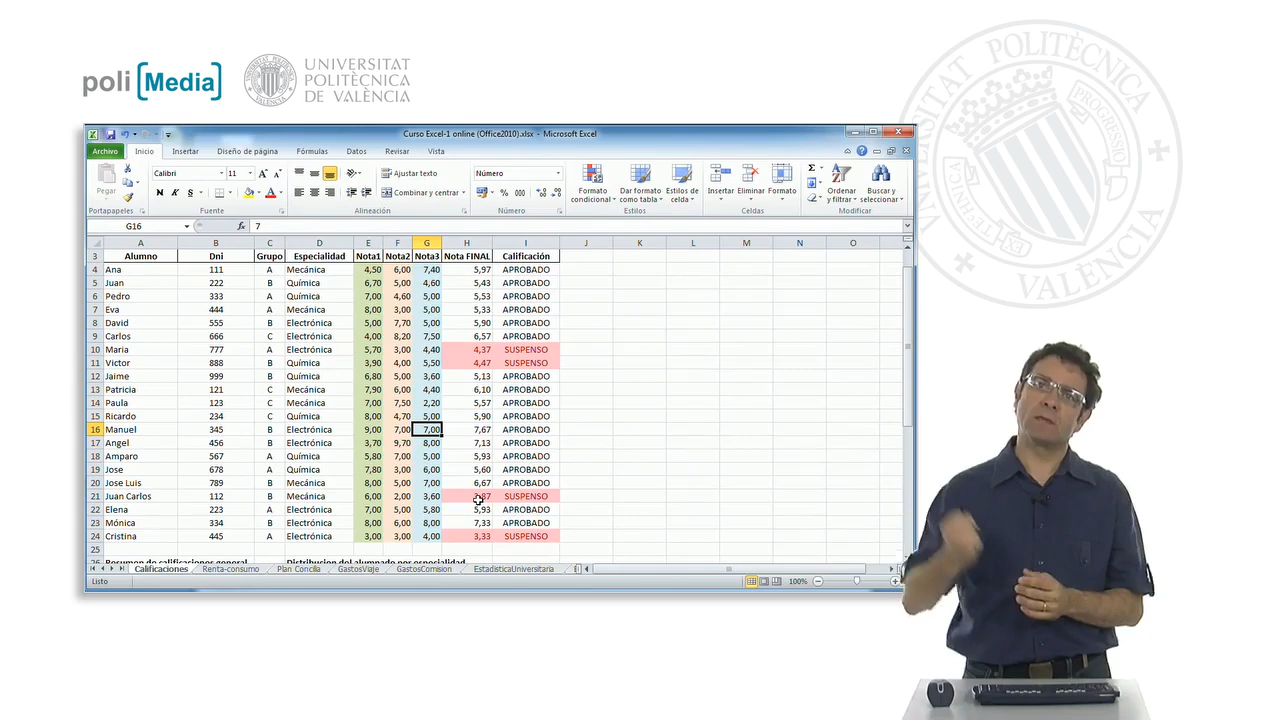 poli [Media]
UNIVERSITAT
POLITÈCNICA
DE VALÈNCIA
UNIVERSITAT POLITÈCNICA DE VALÈNCIA
Curso Excel-1 online (Office2010).xlsx - Microsoft Excel
Archivo Inicio Insertar Diseño de página Fórmulas Datos Revisar Vista
Pegar Calibri 11 Ajustar texto Número Formato condicional Dar formato como tabla Estilos de celda Insertar Eliminar Formato Ordenar y filtrar Buscar y seleccionar
N K S Combinar y centrar % 000
Portapapeles Fuente Alineación Número Estilos Celdas Modificar
G16 fx 7
A B C D E F G H I J K L M N O
3 Alumno Dni Grupo Especialidad Nota1 Nota2 Nota3 Nota FINAL Calificación
4 Ana 111 A Mecánica 4,50 6,00 7,40 5,97 APROBADO
5 Juan 222 B Química 6,70 5,00 4,60 5,43 APROBADO
6 Pedro 333 A Química 7,00 4,60 5,00 5,53 APROBADO
7 Eva 444 A Mecánica 8,00 3,00 5,00 5,33 APROBADO
8 David 555 B Electrónica 5,00 7,70 5,00 5,90 APROBADO
9 Carlos 666 C Electrónica 4,00 8,20 7,50 6,57 APROBADO
10 Maria 777 A Electrónica 5,70 3,00 4,40 4,37 SUSPENSO
11 Victor 888 B Química 3,90 4,00 5,50 4,47 SUSPENSO
12 Jaime 999 B Química 6,80 5,00 3,60 5,13 APROBADO
13 Patricia 121 C Mecánica 7,90 6,00 4,40 6,10 APROBADO
14 Paula 123 C Mecánica 7,00 7,50 2,20 5,57 APROBADO
15 Ricardo 234 C Química 8,00 4,70 5,00 5,90 APROBADO
16 Manuel 345 B Electrónica 9,00 7,00 7,00 7,67 APROBADO
17 Angel 456 B Electrónica 3,70 9,70 8,00 7,13 APROBADO
18 Amparo 567 A Química 5,80 7,00 5,00 5,93 APROBADO
19 Jose 678 A Química 7,80 3,00 6,00 5,60 APROBADO
20 Jose Luis 789 B Mecánica 8,00 5,00 7,00 6,67 APROBADO
21 Juan Carlos 112 B Mecánica 6,00 2,00 3,60 SUSPENSO
22 Elena 223 A Electrónica 7,00 5,00 5,80 5,93 APROBADO
23 Mónica 334 B Electrónica 8,00 6,00 8,00 7,33 APROBADO
24 Cristina 445 A Electrónica 3,00 3,00 4,00 3,33 SUSPENSO
25
26 Resumen de calificaciones general Distribucion del alumnado por especialidad
Calificaciones Renta-consumo Plan Concilia GastosViaje GastosComision EstadisticaUniversitaria
Listo 100%